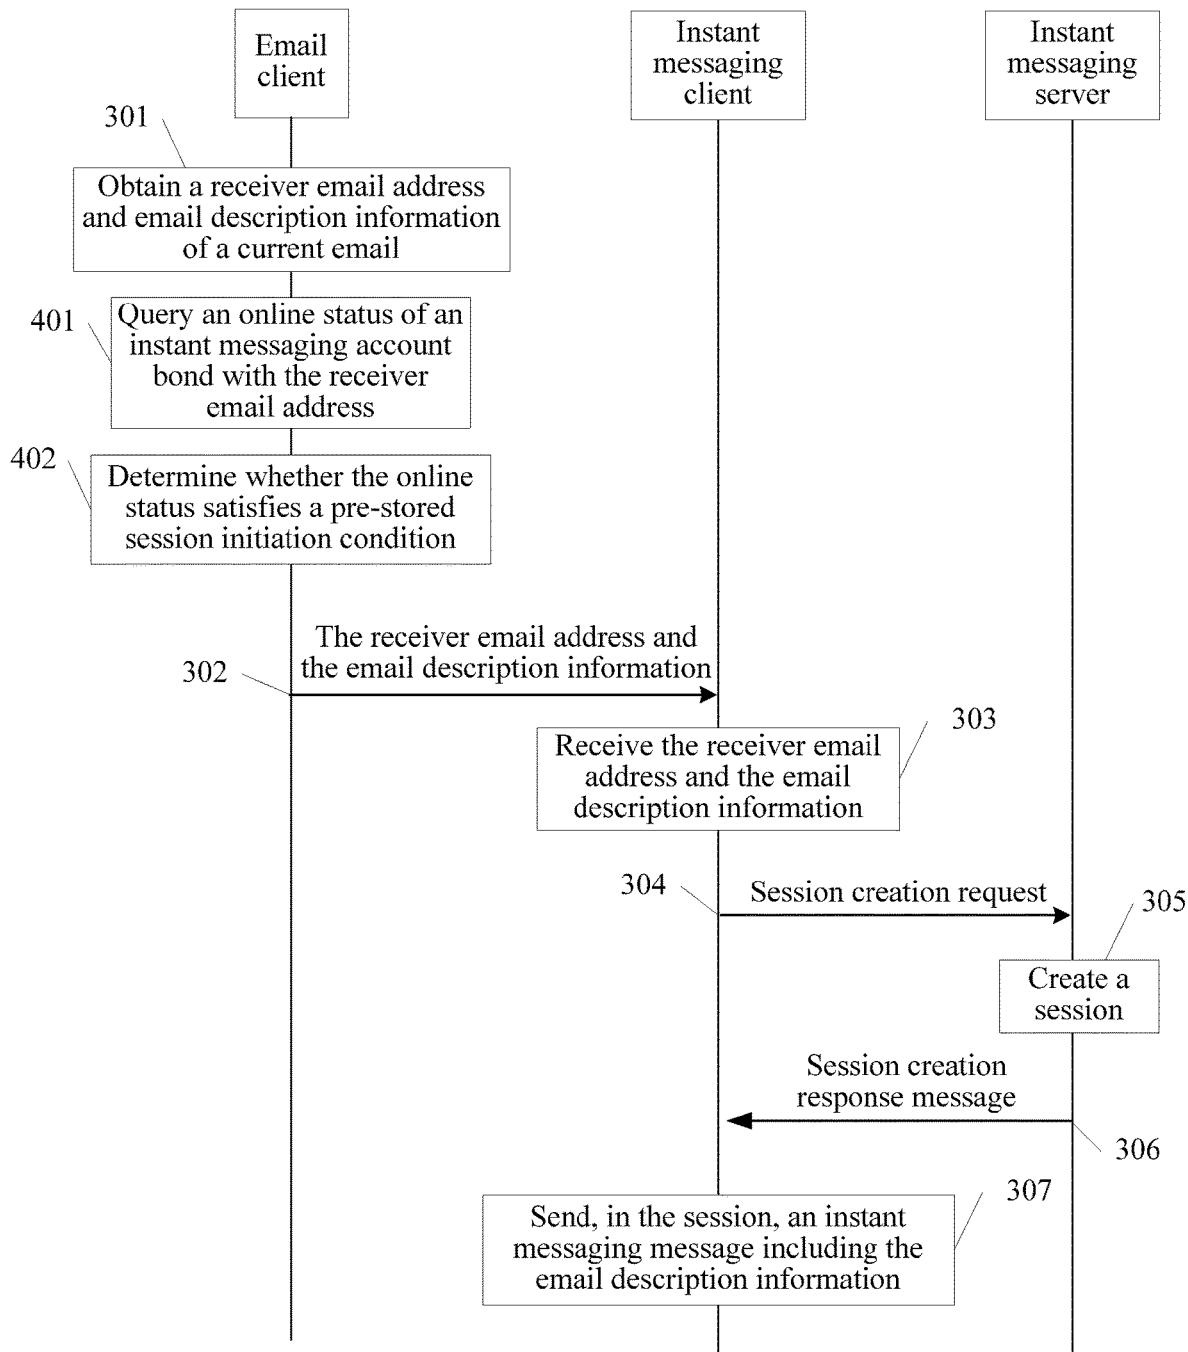 Email
client
Instant
messaging
client
Instant
messaging
server
301
Obtain a receiver email address
and email description information
of a current email
401
Query an online status of an
instant messaging account
bond with the receiver
email address
402
Determine whether the online
status satisfies a pre-stored
session initiation condition
The receiver email address and
the email description information
302
303
Receive the receiver email
address and the email
description information
304
Session creation request
305
Create a
session
Session creation
response message
306
307
Send, in the session, an instant
messaging message including the
email description information